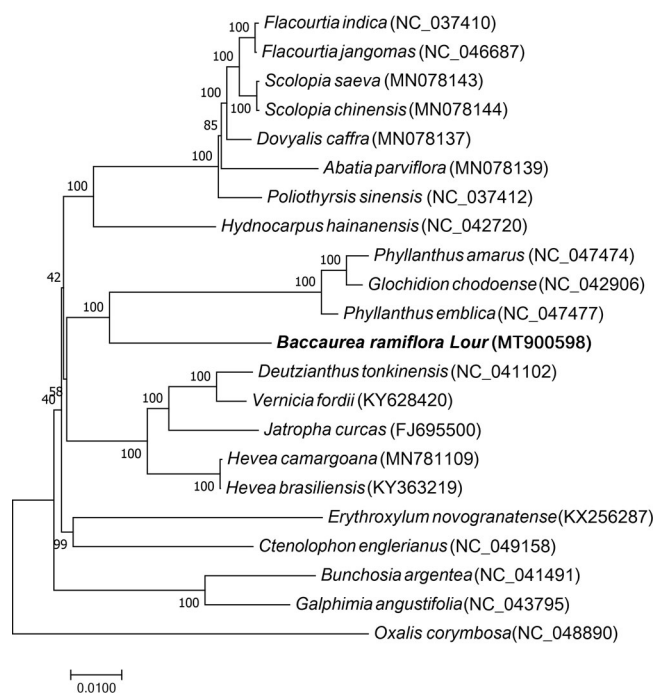 Flacourtia indica (NC_037410)
100
Flacourtia jangomas (NC_046687)
100
Scolopia saeva (MN078143)
100
Scolopia chinensis (MN078144)
100
85
Dovyalis caffra (MN078137)
100
Abatia parviflora (MN078139)
100
Poliothyrsis sinensis (NC_037412)
Hydnocarpus hainanensis (NC_042720)
Phyllanthus amarus (NC_047474)
100
42
100
Glochidion chodoense (NC_042906)
100
Phyllanthus emblica (NC_047477)
Baccaurea ramiflora Lour (MT900598)
Deutzianthus tonkinensis (NC_041102)
100
58
40
100
Vernicia fordii (KY628420)
Jatropha curcas (FJ695500)
100
Hevea camargoana (MN781109)
100
Hevea brasiliensis (KY363219)
Erythroxylum novogranatense (KX256287)
99
Ctenolophon englerianus (NC_049158)
Bunchosia argentea (NC_041491)
100
Galphimia angustifolia (NC_043795)
Oxalis corymbosa (NC_048890)
0.0100